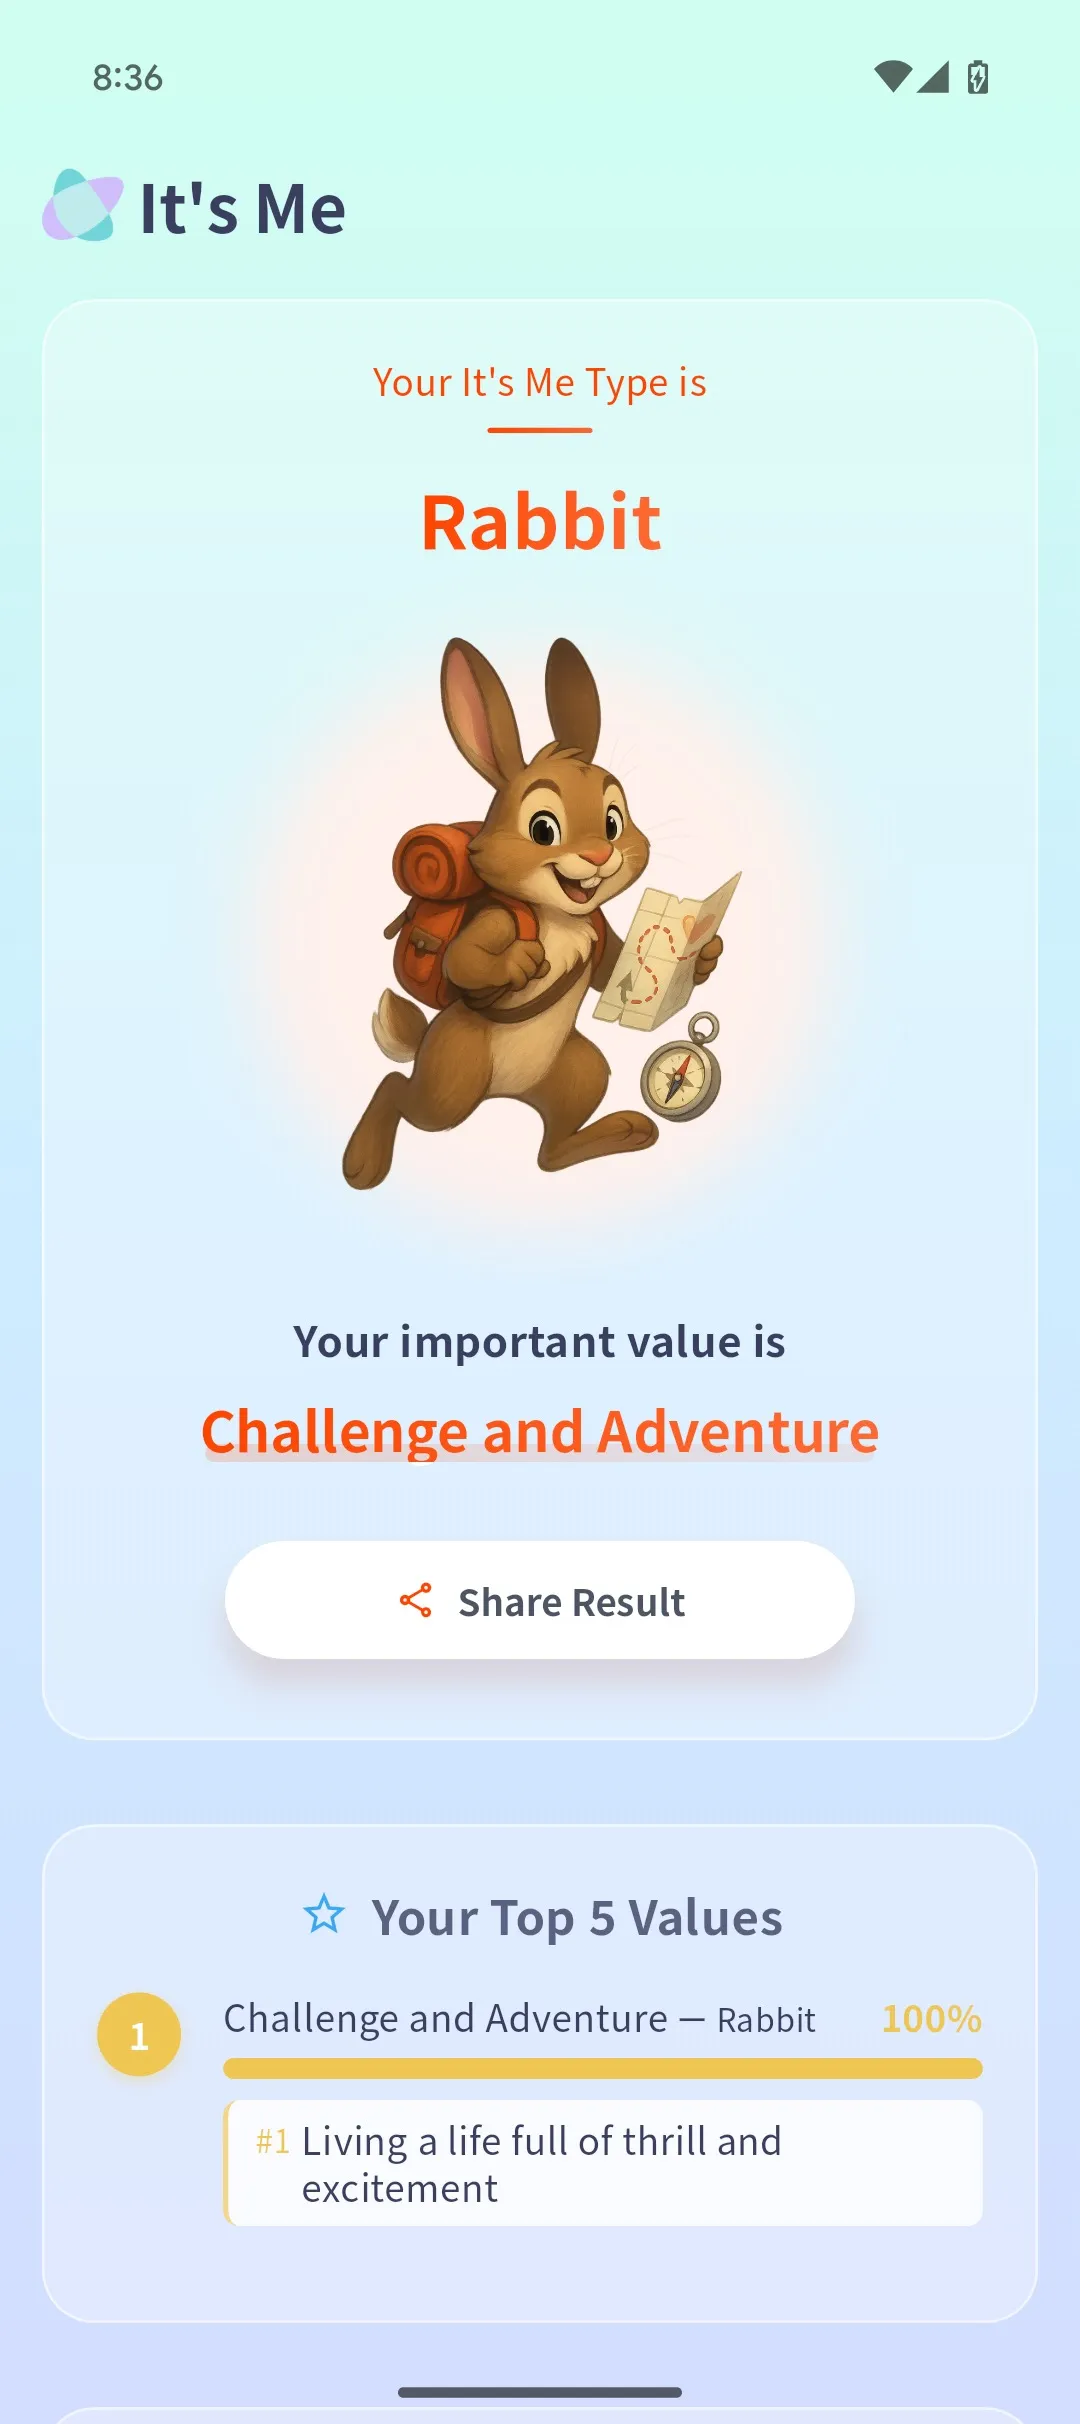 8:36
It's Me
Your It's Me Type is
Rabbit
Your important value is
Challenge and Adventure
Share Result
Your Top 5 Values
1
Challenge and Adventure — Rabbit 100%
#1 Living a life full of thrill and
excitement